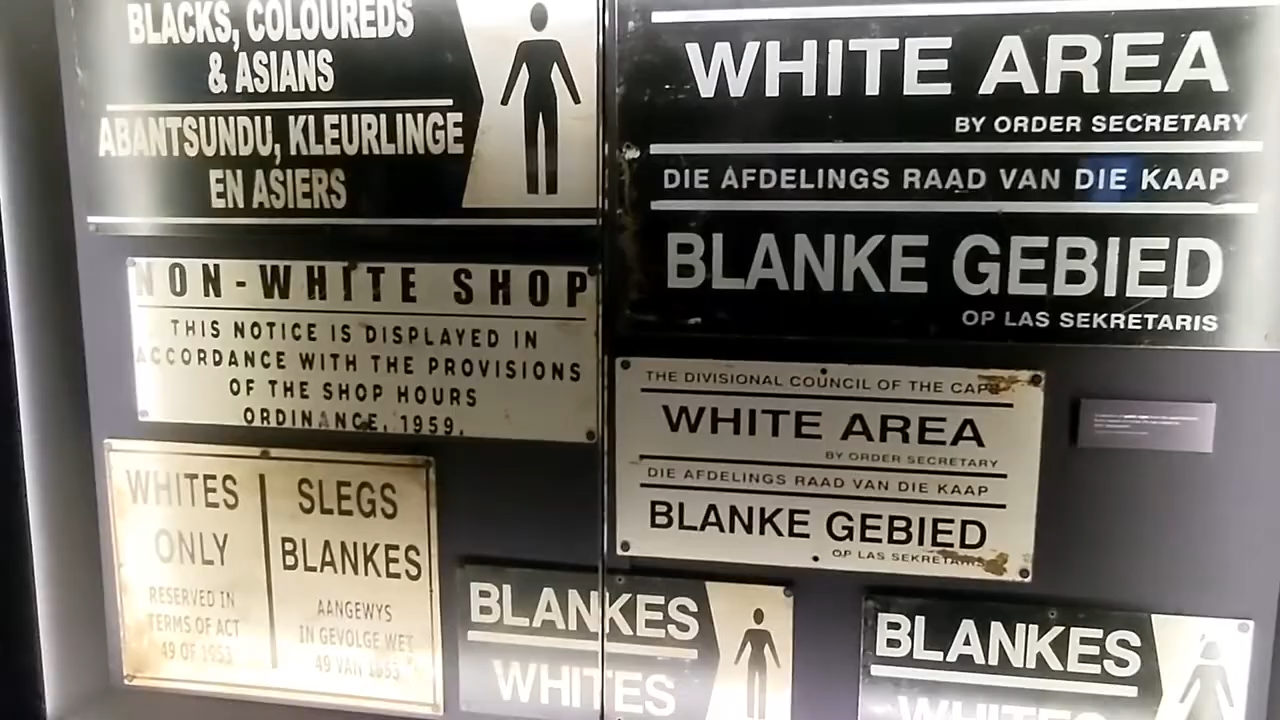 BLACKS, COLOUREDS
& ASIANS
ABANTSUNDU, KLEURLINGE
EN ASIERS
WHITE AREA
BY ORDER SECRETARY
DIE AFDELINGS RAAD VAN DIE KAAP
BLANKE GEBIED
OP LAS SEKRETARIS
NON-WHITE SHOP
THIS NOTICE IS DISPLAYED IN
ACCORDANCE WITH THE PROVISIONS
OF THE SHOP HOURS
ORDINANCE, 1959.
THE DIVISIONAL COUNCIL OF THE CAPE
WHITE AREA
BY ORDER SECRETARY
DIE AFDELINGS RAAD VAN DIE KAAP
BLANKE GEBIED
OP LAS SEKRETARIS
WHITES
ONLY
RESERVED IN
TERMS OF ACT
49 OF 1953
SLEGS
BLANKES
AANGEWYS
IN GEVOLGE WET
49 VAN 1953
BLANKES
WHITES
BLANKES
WHITES